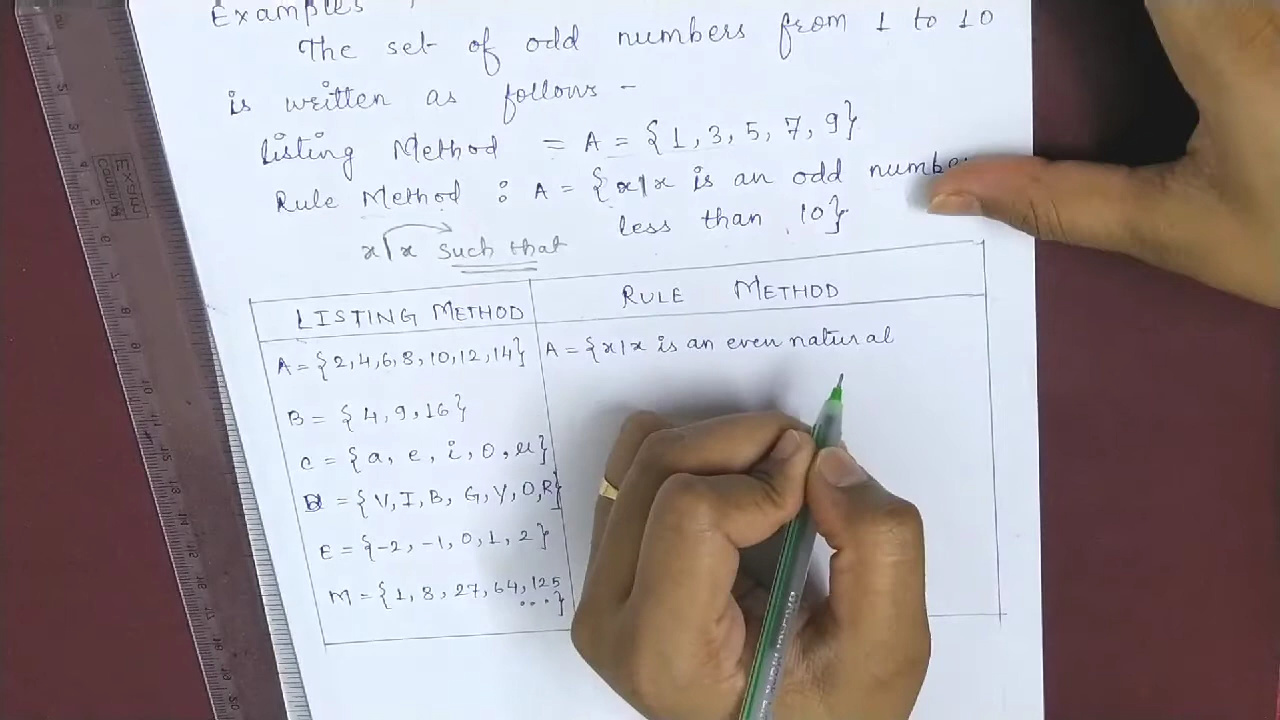 Examples
The set of odd numbers from 1 to 10
is written as follows -
Listing Method = A = {1, 3, 5, 7, 9}
Rule Method : A = {x|x is an odd number
less than 10}
x|x such that
LISTING METHOD RULE METHOD
A = {2,4,6,8,10,12,14} A = {x|x is an even natural
B = {4,9,16}
C = {a, e, i, o, u}
D = {V, I, B, G, Y, O, R}
E = {-2, -1, 0, 1, 2}
M = {1, 8, 27, 64, 125
...}
EXUM